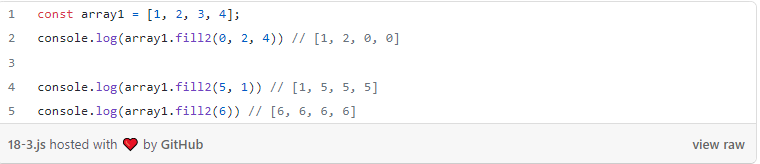 1 const array1 = [1, 2, 3, 4];
2 console.log(array1.fill2(0, 2, 4)) // [1, 2, 0, 0]
3
4 console.log(array1.fill2(5, 1)) // [1, 5, 5, 5]
5 console.log(array1.fill2(6)) // [6, 6, 6, 6]
18-3.js hosted with ❤ by GitHub view raw